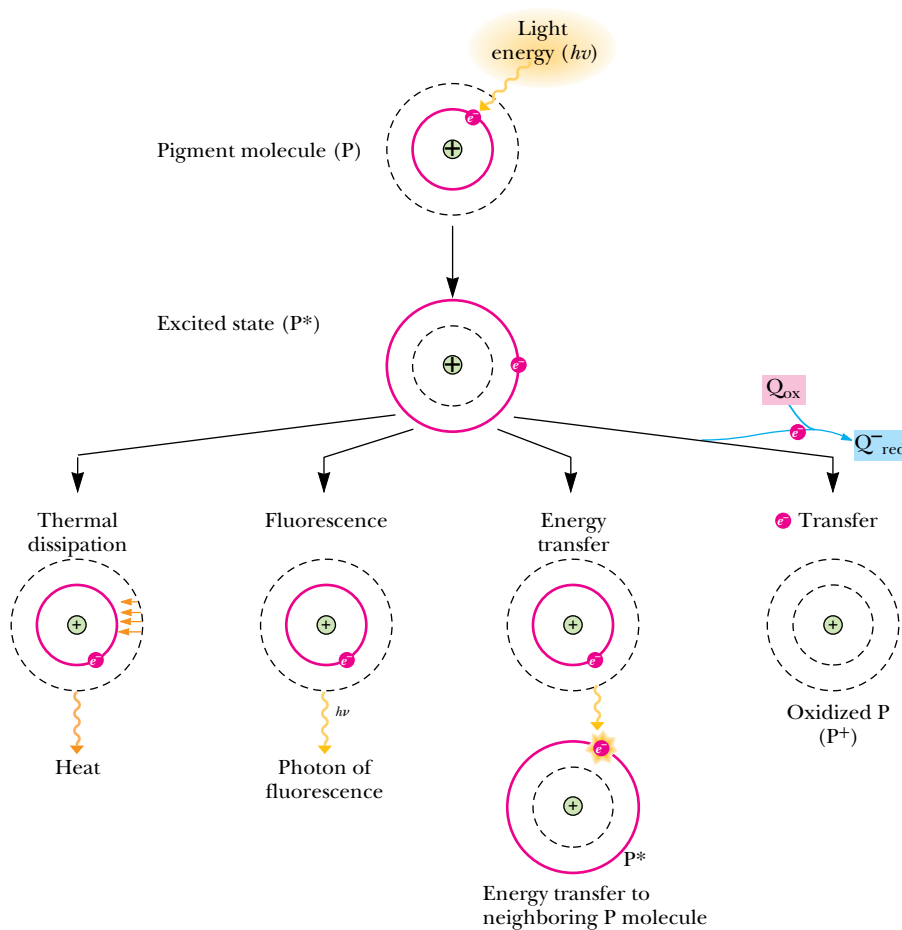 Light
energy (hν)
e⁻
Pigment molecule (P)
+
Excited state (P*)
+
e⁻
Qox
e⁻
Q⁻red
Thermal
dissipation
Fluorescence
Energy
transfer
e⁻ Transfer
+
+
+
+
e⁻
e⁻
e⁻
hν
Oxidized P
(P⁺)
Heat
Photon of
fluorescence
e⁻
+
P*
Energy transfer to
neighboring P molecule